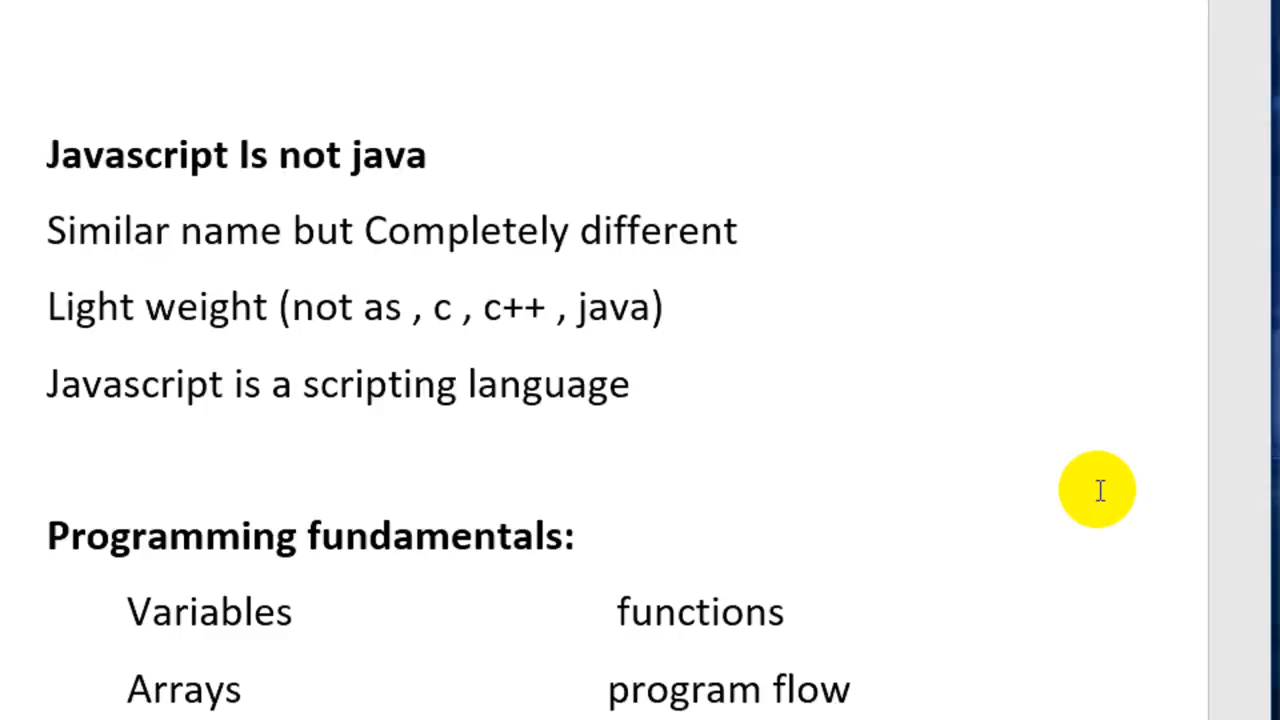 Javascript Is not java
Similar name but Completely different
Light weight (not as , c , c++ , java)
Javascript is a scripting language
Programming fundamentals:
Variables functions
Arrays program flow